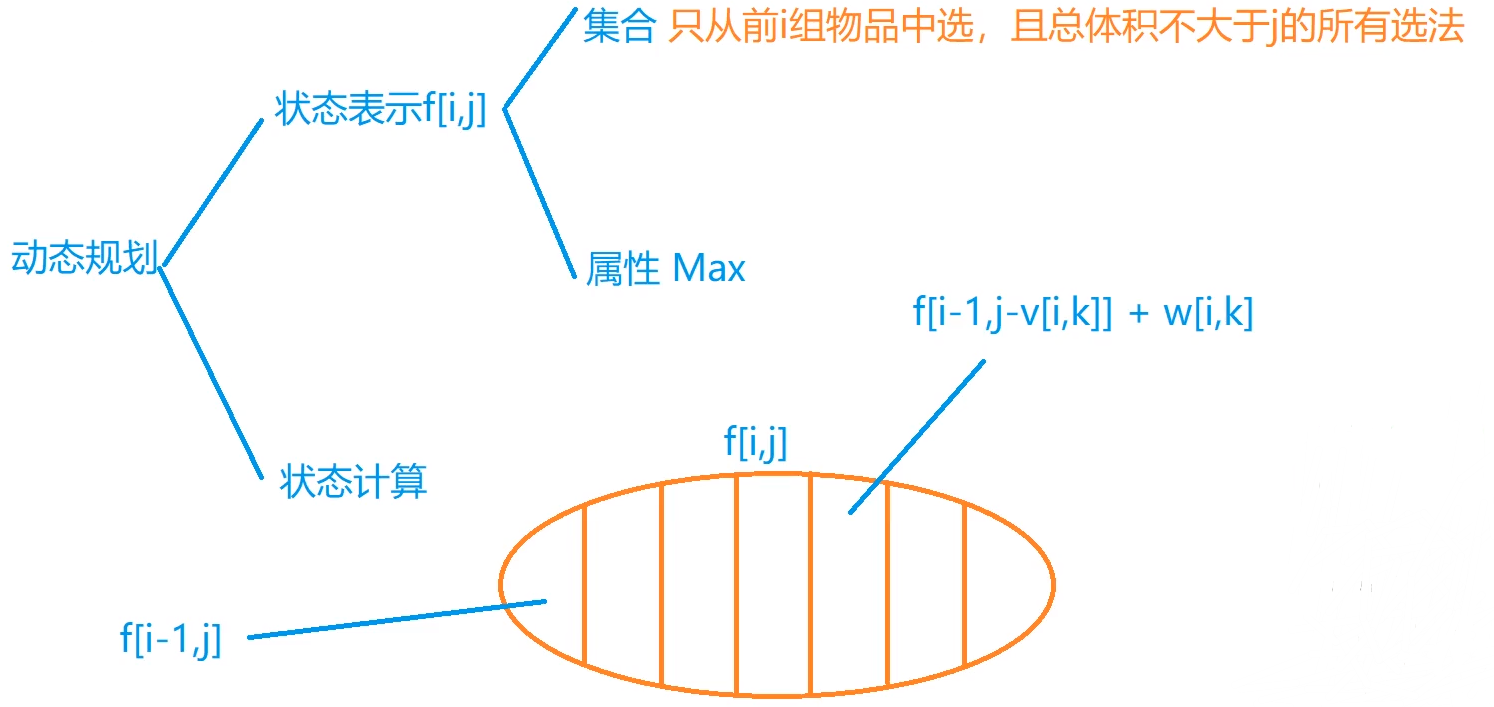 集合 只从前i组物品中选，且总体积不大于j的所有选法
状态表示f[i,j]
动态规划
属性 Max
f[i-1,j-v[i,k]] + w[i,k]
f[i,j]
状态计算
f[i-1,j]